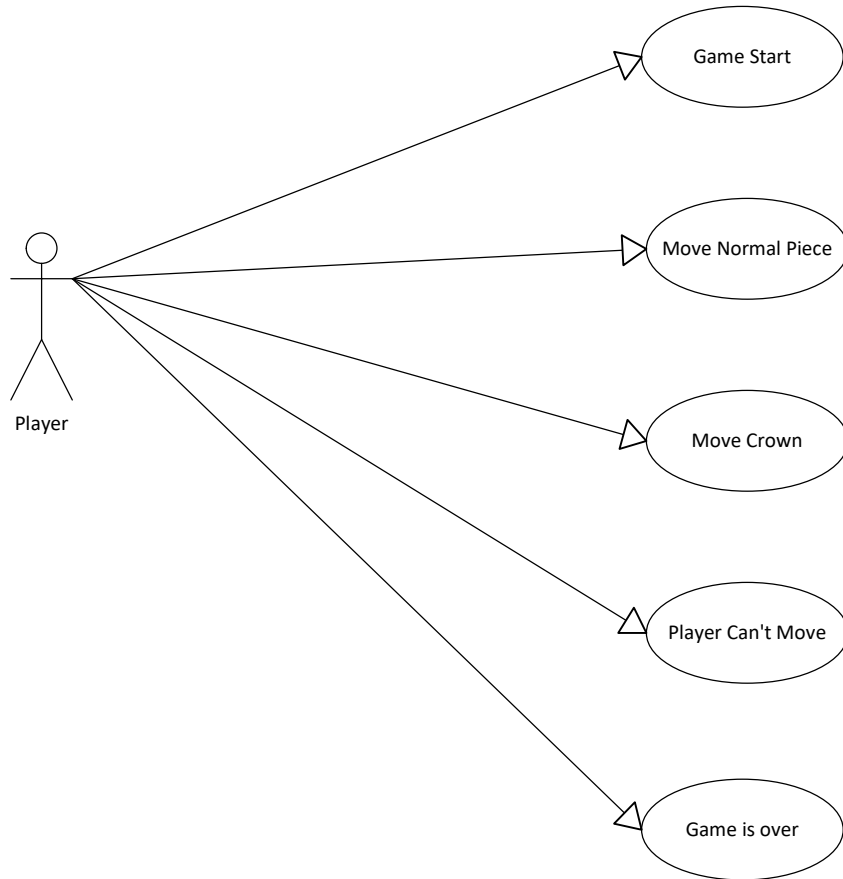 Game Start
Move Normal Piece
Player
Move Crown
Player Can't Move
Game is over